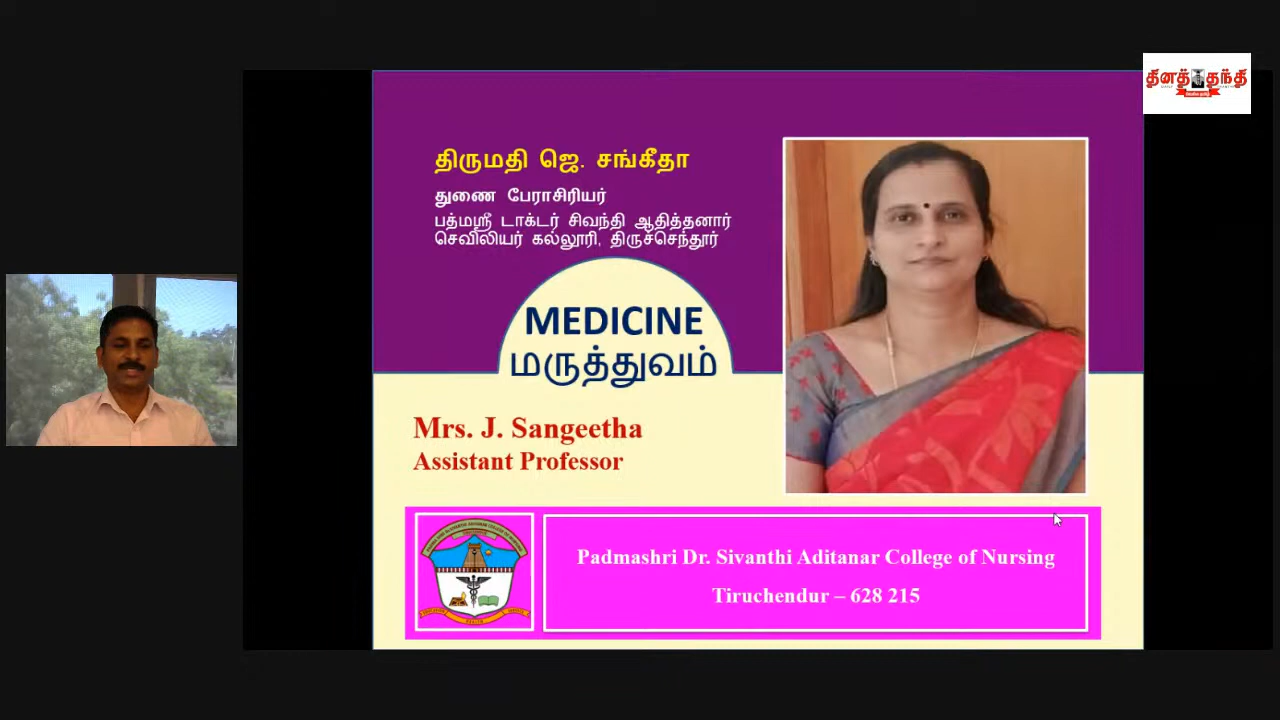 தினத் தந்தி
திருமதி ஜெ. சங்கீதா
துணை பேராசிரியர்
பத்மஸ்ரீ டாக்டர் சிவந்தி ஆதித்தனார்
செவிலியர் கல்லூரி, திருச்செந்தூர்
MEDICINE
மருத்துவம்
Mrs. J. Sangeetha
Assistant Professor
Padmashri Dr. Sivanthi Aditanar College of Nursing
Tiruchendur – 628 215